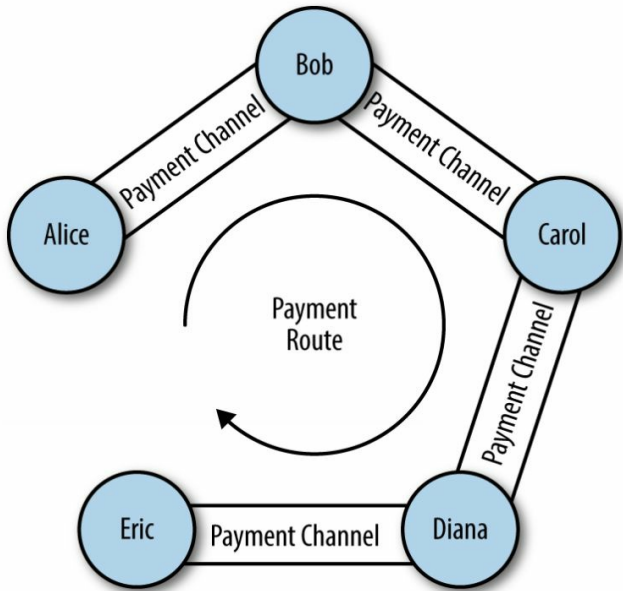 Bob
Payment Channel
Payment Channel
Alice
Carol
Payment
Route
Payment Channel
Eric
Payment Channel
Diana